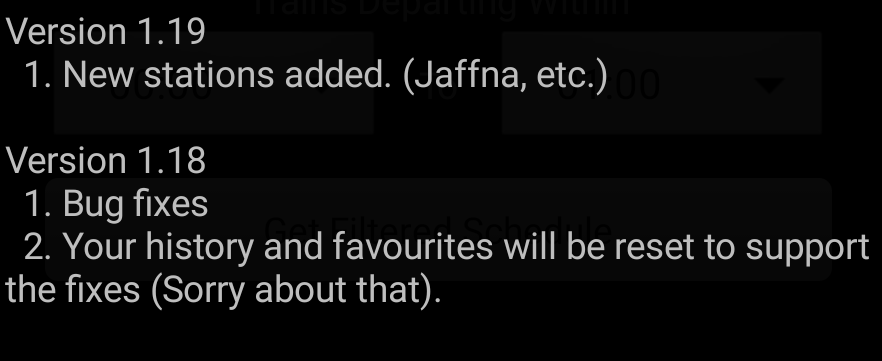 Trains Departing Within
Version 1.19
1. New stations added. (Jaffna, etc.)
Version 1.18
1. Bug fixes
Get Filtered Schedule
2. Your history and favourites will be reset to support
the fixes (Sorry about that).